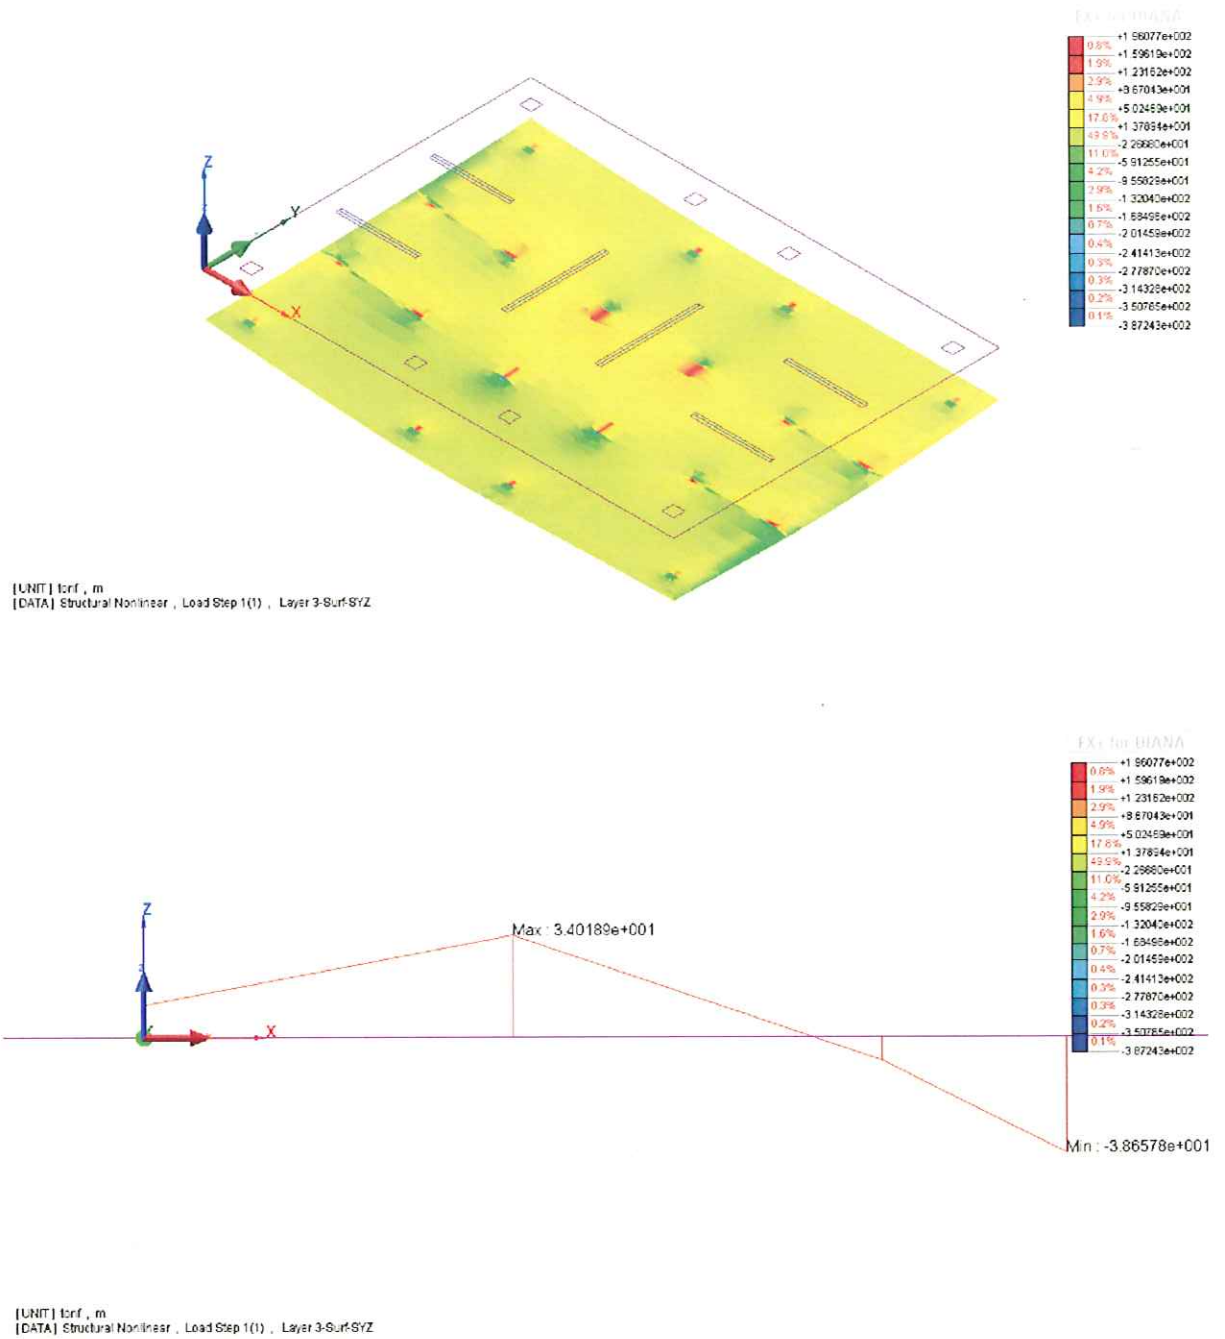 FX+ for DIANA
+1.96077e+002
0.8%
+1.59619e+002
1.9%
+1.23162e+002
2.9%
+8.67043e+001
4.9%
+5.02469e+001
17.8%
+1.37894e+001
49.9%
-2.26680e+001
11.0%
-5.91255e+001
4.2%
-9.55829e+001
2.9%
-1.32040e+002
1.6%
-1.68498e+002
0.7%
-2.01459e+002
0.4%
-2.41413e+002
0.3%
-2.77870e+002
0.3%
-3.14328e+002
0.2%
-3.50785e+002
0.1%
-3.87243e+002
Z
Y
X
[UNIT] tonf , m
[DATA] Structural Nonlinear , Load Step 1(1) , Layer 3-Surf-SYZ
FX+ for DIANA
+1.96077e+002
0.8%
+1.59619e+002
1.9%
+1.23162e+002
2.9%
+8.67043e+001
4.9%
+5.02469e+001
17.8%
+1.37894e+001
49.9%
-2.26680e+001
11.0%
-5.91255e+001
4.2%
-9.55829e+001
2.9%
-1.32040e+002
1.6%
-1.68498e+002
0.7%
-2.01459e+002
0.4%
-2.41413e+002
0.3%
-2.77870e+002
0.3%
-3.14328e+002
0.2%
-3.50785e+002
0.1%
-3.87243e+002
Z
Max : 3.40189e+001
X
Min : -3.86578e+001
[UNIT] tonf , m
[DATA] Structural Nonlinear , Load Step 1(1) , Layer 3-Surf-SYZ